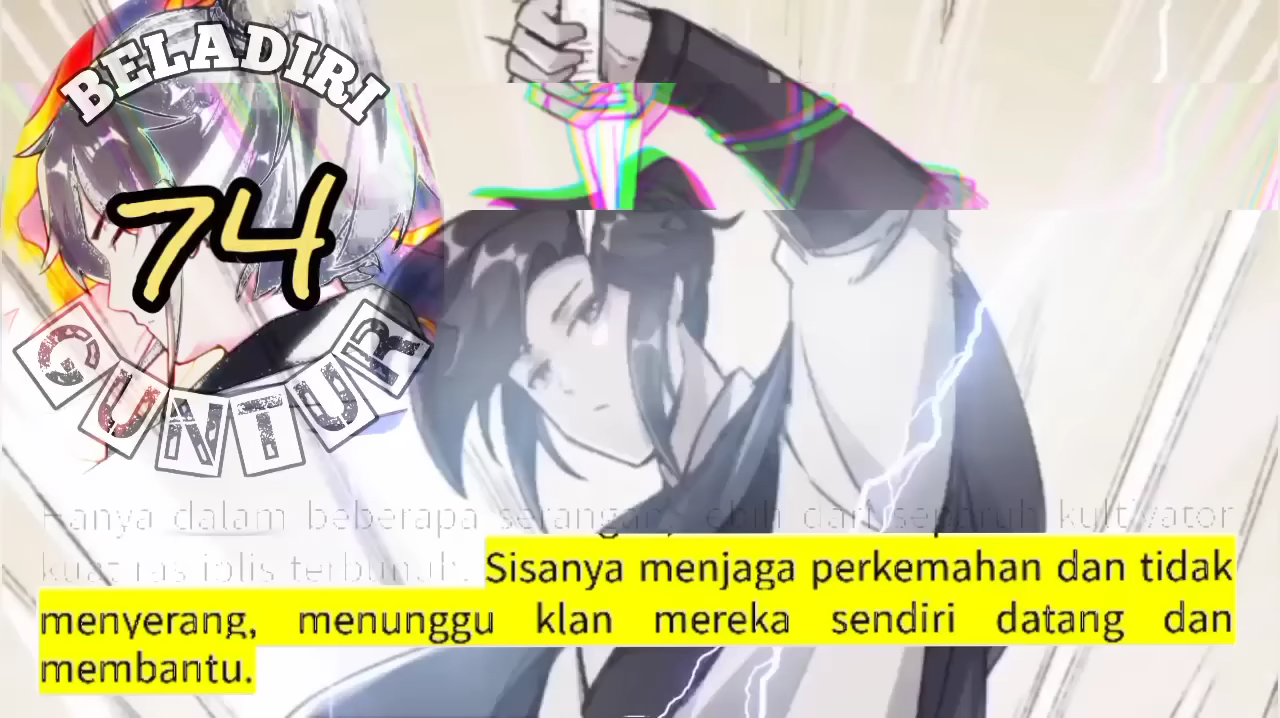 BELADIRI
74
GUNTUR
Hanya dalam beberapa serangan, lebih dari separuh kultivator
kuat ras iblis terbunuh. Sisanya menjaga perkemahan dan tidak
menyerang, menunggu klan mereka sendiri datang dan
membantu.